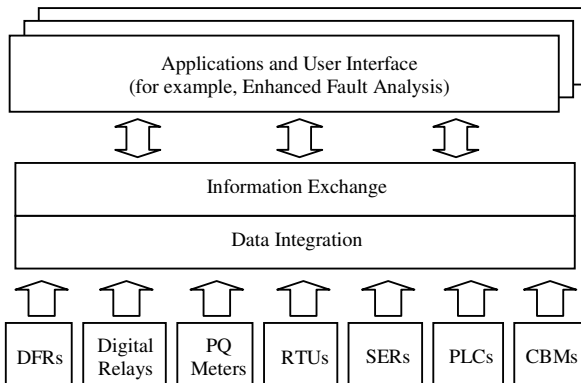 Applications and User Interface
(for example, Enhanced Fault Analysis)
Information Exchange
Data Integration
DFRs
Digital
Relays
PQ
Meters
RTUs
SERs
PLCs
CBMs